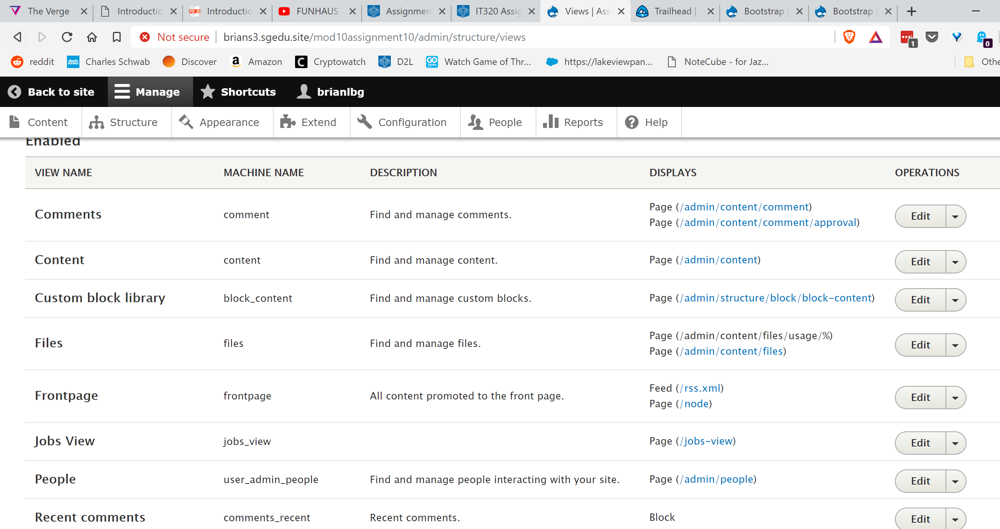 The Verge
Introductio
Introductio
FUNHAUS
Assignmen
IT320 Assig
Views | Ass
Trailhead |
Bootstrap |
Bootstrap
Not secure
brians3.sgedu.site/mod10assignment10/admin/structure/views
1
0
reddit
Charles Schwab
Discover
Amazon
Cryptowatch
D2L
Watch Game of Thr...
https://lakeviewpan...
NoteCube - for Jaz...
Othe
Back to site
Manage
Shortcuts
brianlbg
Content
Structure
Appearance
Extend
Configuration
People
Reports
Help
Enabled
VIEW NAME MACHINE NAME DESCRIPTION DISPLAYS OPERATIONS
Comments comment Find and manage comments. Page (/admin/content/comment) Edit
Page (/admin/content/comment/approval)
Content content Find and manage content. Page (/admin/content) Edit
Custom block library block_content Find and manage custom blocks. Page (/admin/structure/block/block-content) Edit
Files files Find and manage files. Page (/admin/content/files/usage/%) Edit
Page (/admin/content/files)
Frontpage frontpage All content promoted to the front page. Feed (/rss.xml) Edit
Page (/node)
Jobs View jobs_view Page (/jobs-view) Edit
People user_admin_people Find and manage people interacting with your site. Page (/admin/people) Edit
Recent comments comments_recent Recent comments. Block Edit